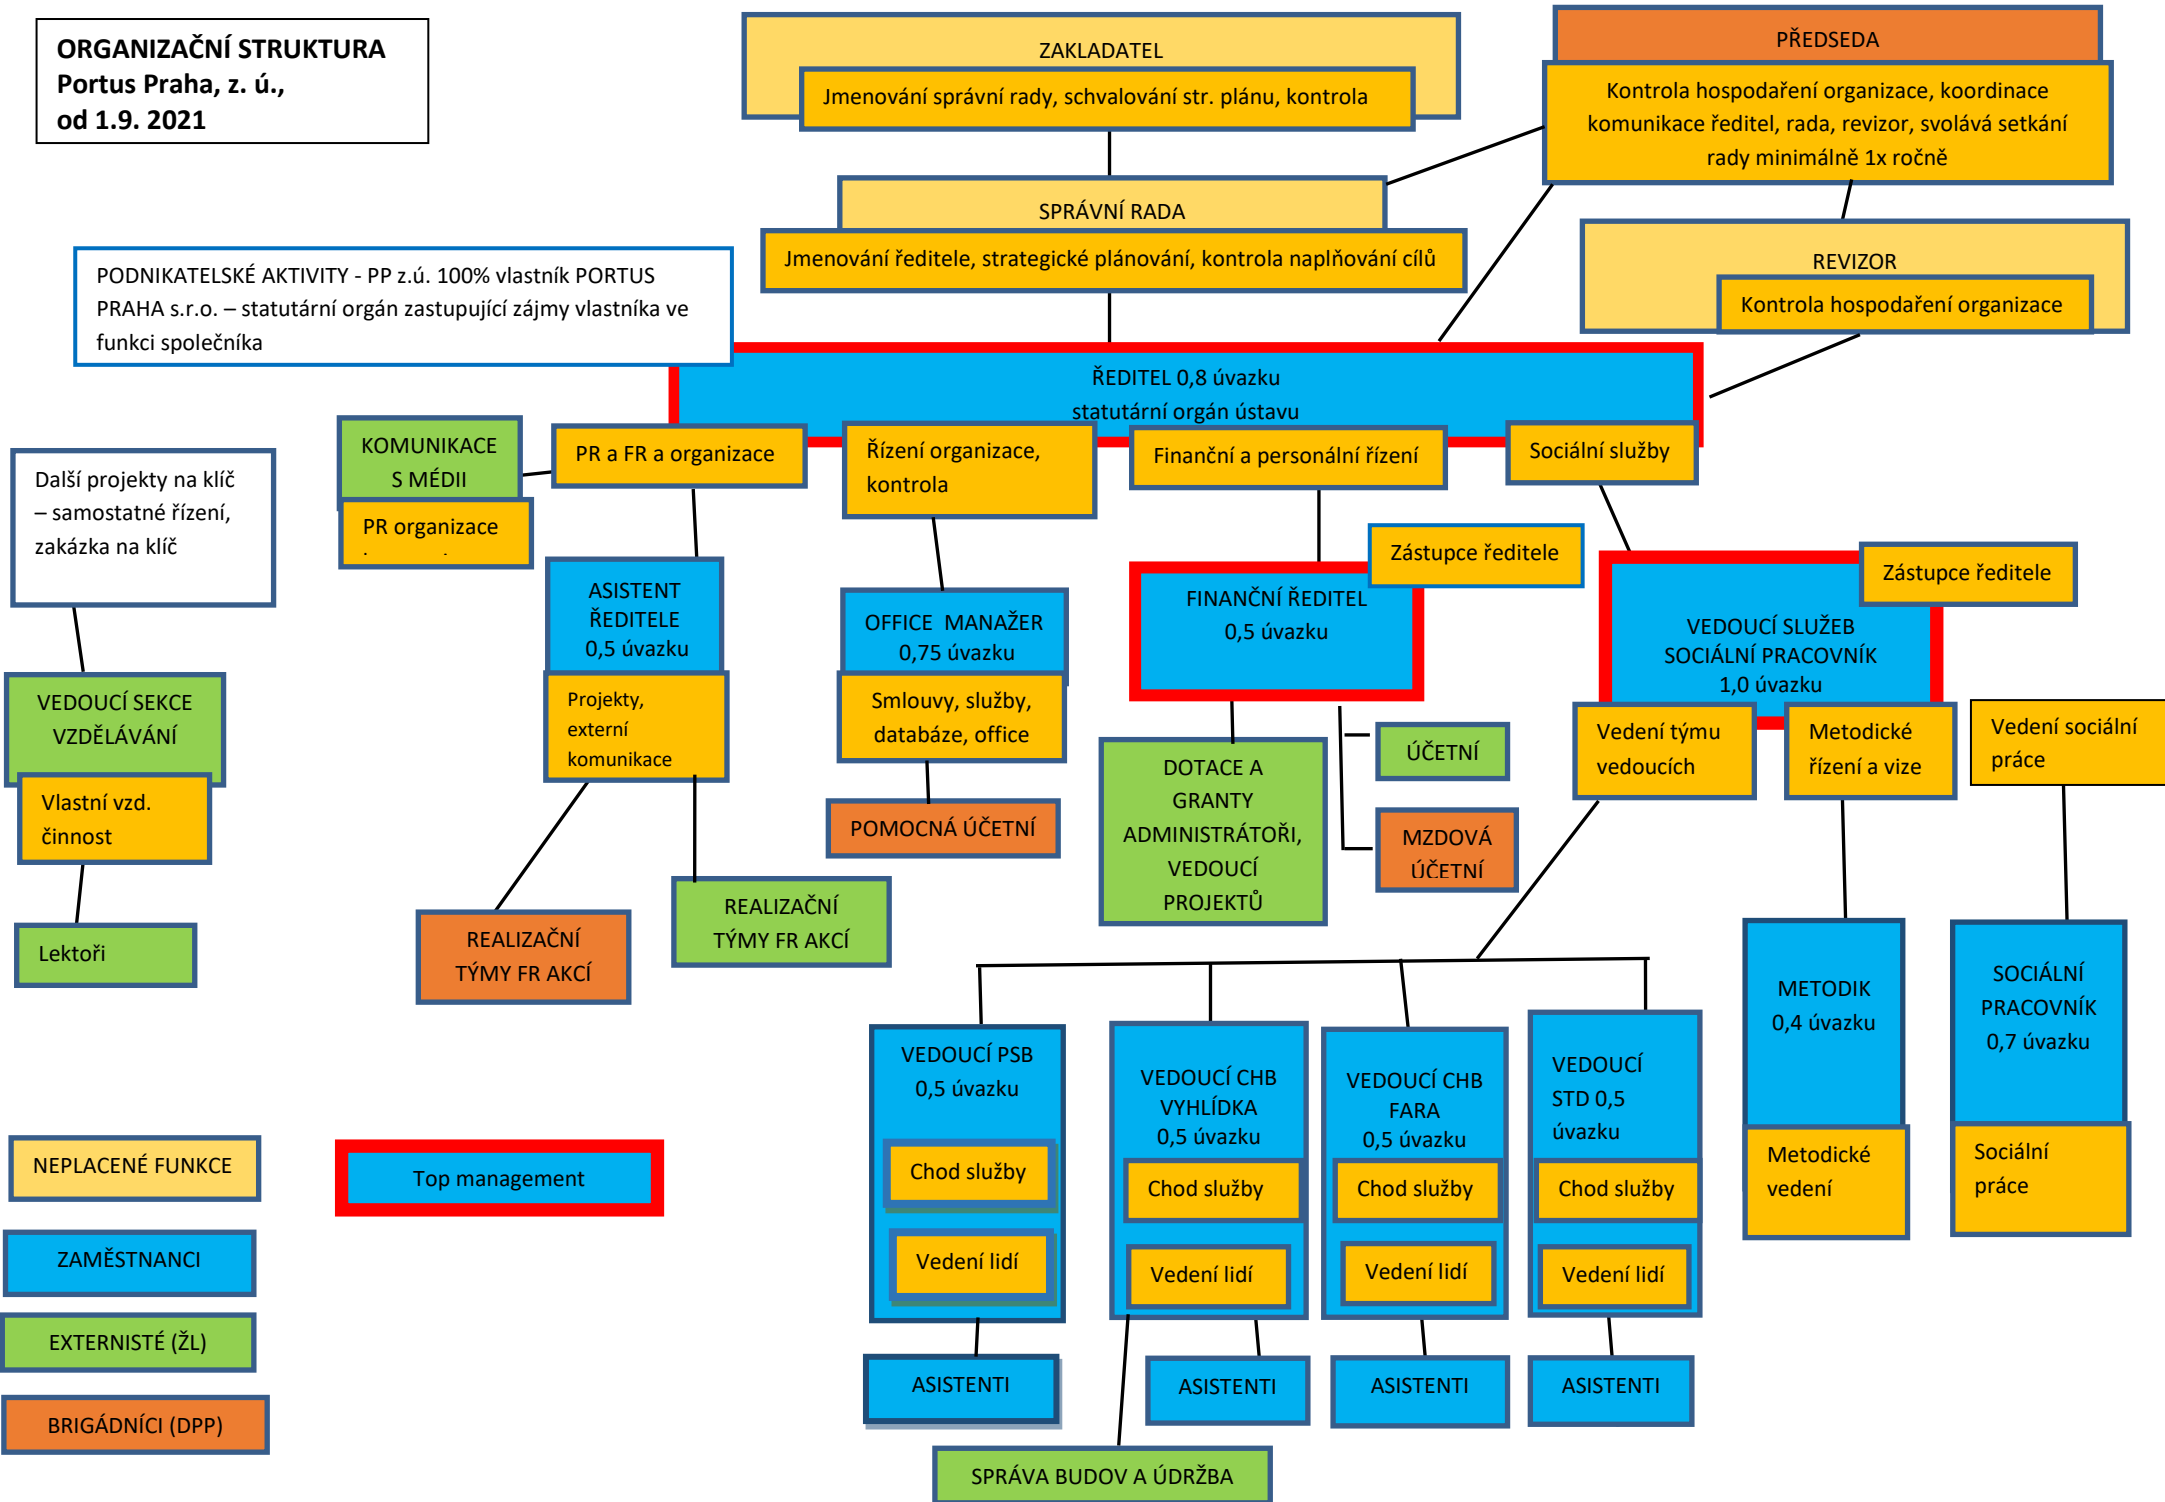 ORGANIZAČNÍ STRUKTURA
Portus Praha, z. ú.,
od 1.9. 2021
ZAKLADATEL
Jmenování správní rady, schvalování str. plánu, kontrola
PŘEDSEDA
Kontrola hospodaření organizace, koordinace
komunikace ředitel, rada, revizor, svolává setkání
rady minimálně 1x ročně
SPRÁVNÍ RADA
Jmenování ředitele, strategické plánování, kontrola naplňování cílů
REVIZOR
Kontrola hospodaření organizace
PODNIKATELSKÉ AKTIVITY - PP z.ú. 100% vlastník PORTUS
PRAHA s.r.o. – statutární orgán zastupující zájmy vlastníka ve
funkci společníka
ŘEDITEL 0,8 úvazku
statutární orgán ústavu
KOMUNIKACE
S MÉDII
PR organizace
PR a FR a organizace
Řízení organizace,
kontrola
Finanční a personální řízení
Sociální služby
Další projekty na klíč
– samostatné řízení,
zakázka na klíč
ASISTENT
ŘEDITELE
0,5 úvazku
Projekty,
externí
komunikace
OFFICE  MANAŽER
0,75 úvazku
Smlouvy, služby,
databáze, office
Zástupce ředitele
FINANČNÍ ŘEDITEL
0,5 úvazku
Zástupce ředitele
VEDOUCÍ SLUŽEB
SOCIÁLNÍ PRACOVNÍK
1,0 úvazku
Vedení týmu
vedoucích
Metodické
řízení a vize
Vedení sociální
práce
VEDOUCÍ SEKCE
VZDĚLÁVÁNÍ
Vlastní vzd.
činnost
Lektoři
POMOCNÁ ÚČETNÍ
DOTACE A
GRANTY
ADMINISTRÁTOŘI,
VEDOUCÍ
PROJEKTŮ
ÚČETNÍ
MZDOVÁ
ÚČETNÍ
REALIZAČNÍ
TÝMY FR AKCÍ
REALIZAČNÍ
TÝMY FR AKCÍ
VEDOUCÍ PSB
0,5 úvazku
Chod služby
Vedení lidí
ASISTENTI
VEDOUCÍ CHB
VYHLÍDKA
0,5 úvazku
Chod služby
Vedení lidí
ASISTENTI
VEDOUCÍ CHB
FARA
0,5 úvazku
Chod služby
Vedení lidí
ASISTENTI
VEDOUCÍ
STD 0,5
úvazku
Chod služby
Vedení lidí
ASISTENTI
METODIK
0,4 úvazku
Metodické
vedení
SOCIÁLNÍ
PRACOVNÍK
0,7 úvazku
Sociální
práce
SPRÁVA BUDOV A ÚDRŽBA
NEPLACENÉ FUNKCE
Top management
ZAMĚSTNANCI
EXTERNISTÉ (ŽL)
BRIGÁDNÍCI (DPP)